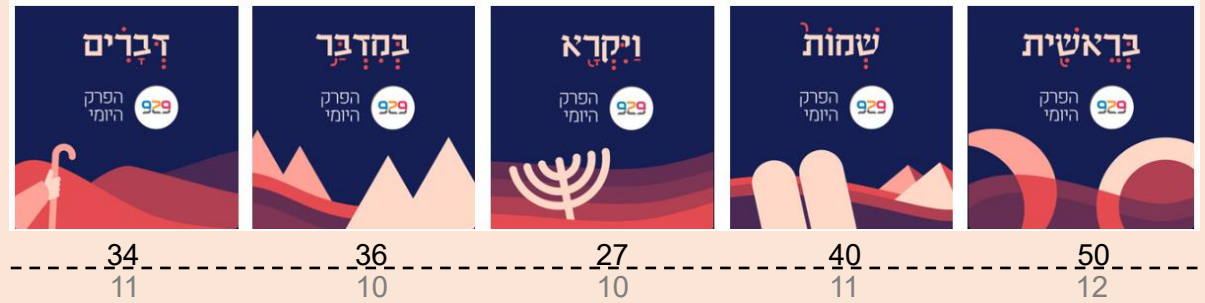 בְּרֵאשִׁ֖ית
929 הפרק
היומי
50
12
שְׁמוֹת֙
929 הפרק
היומי
40
11
וַיִּקְרָ֖א
929 הפרק
היומי
27
10
בְּמִדְבַּ֥ר
929 הפרק
היומי
36
10
דְּבָרִ֗ים
929 הפרק
היומי
34
11